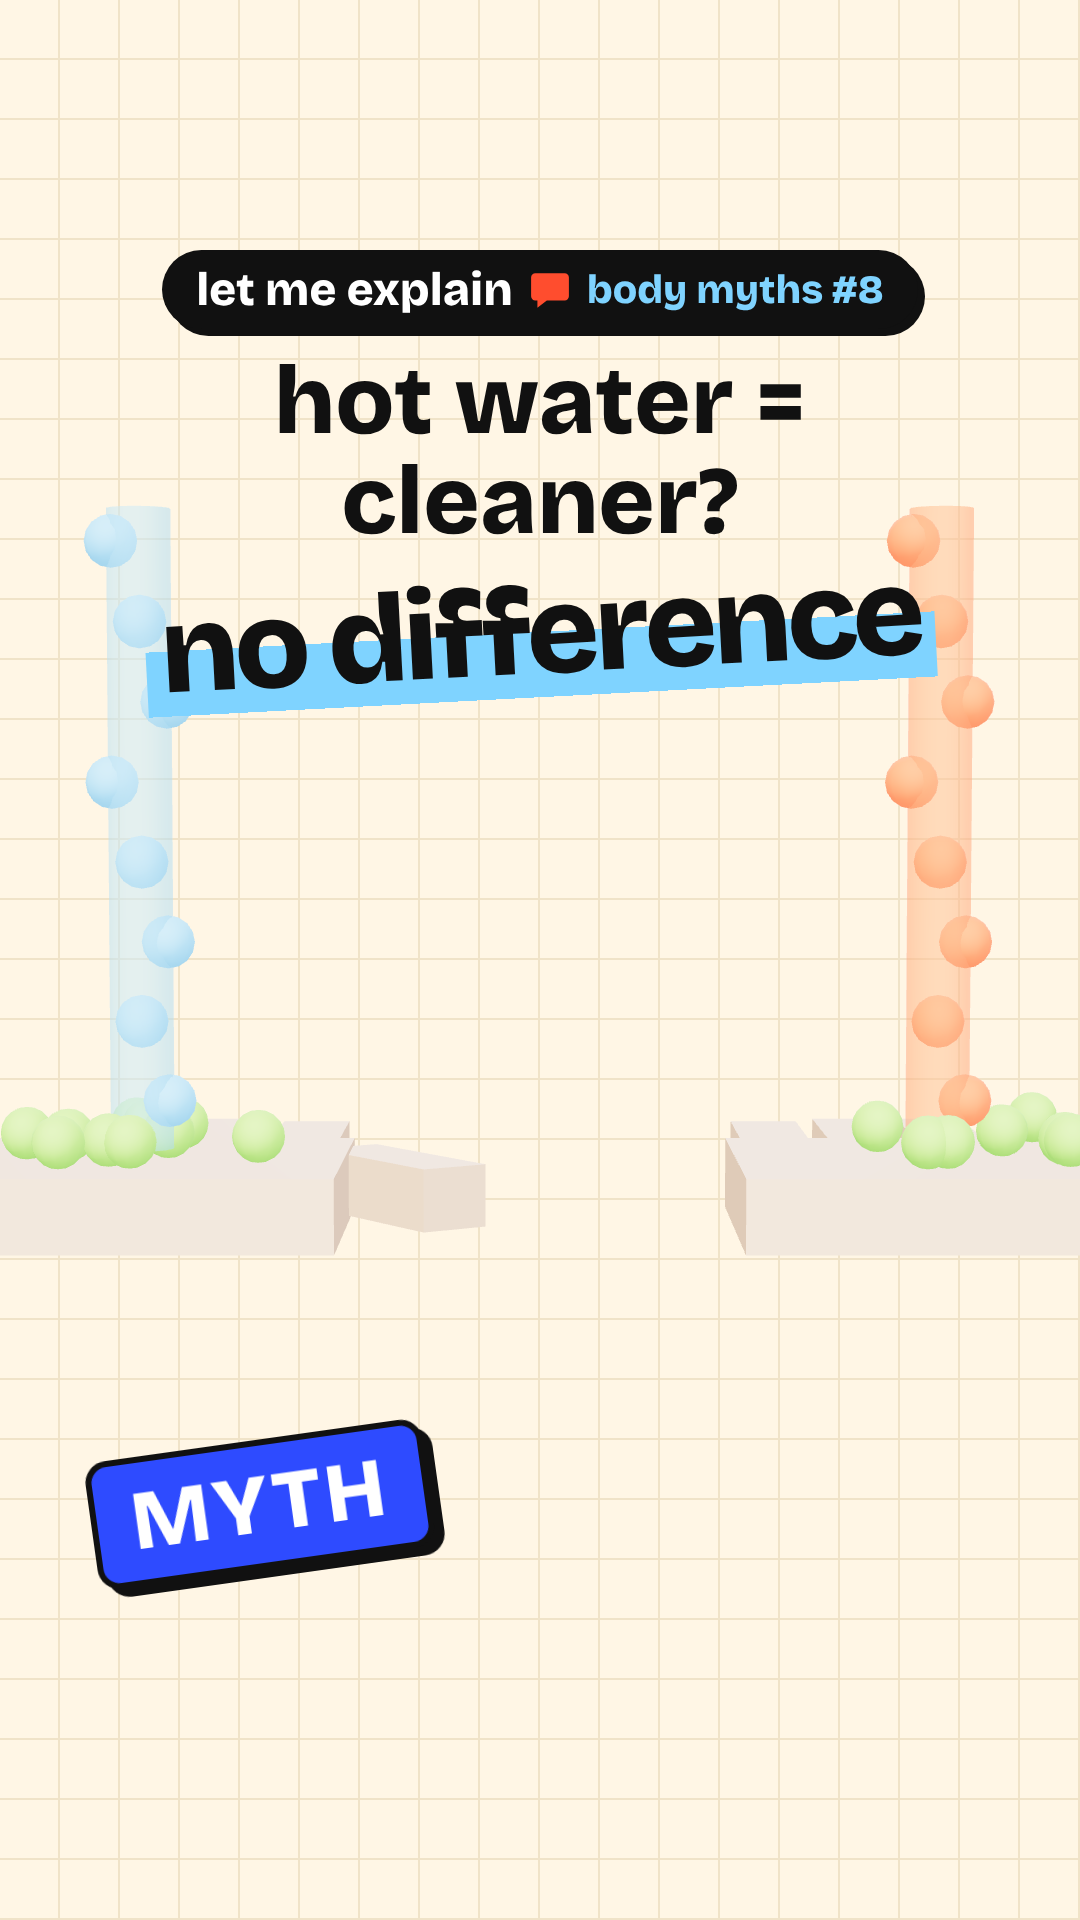 let me explain body myths #8
hot water =
cleaner?
no difference
MYTH